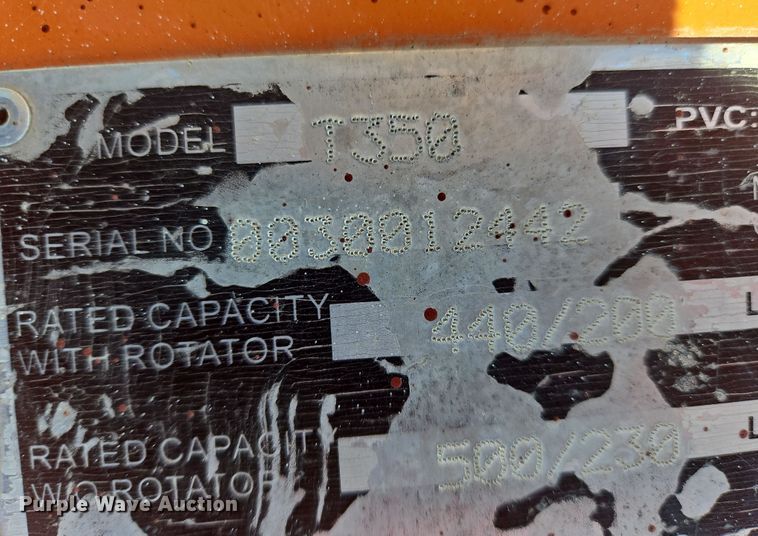 MODEL T350 PVC:
SERIAL NO 0030012442
RATED CAPACITY
WITH ROTATOR 440/200 L
RATED CAPACIT
W/O ROTATOR 500/230 L
Purple Wave Auction